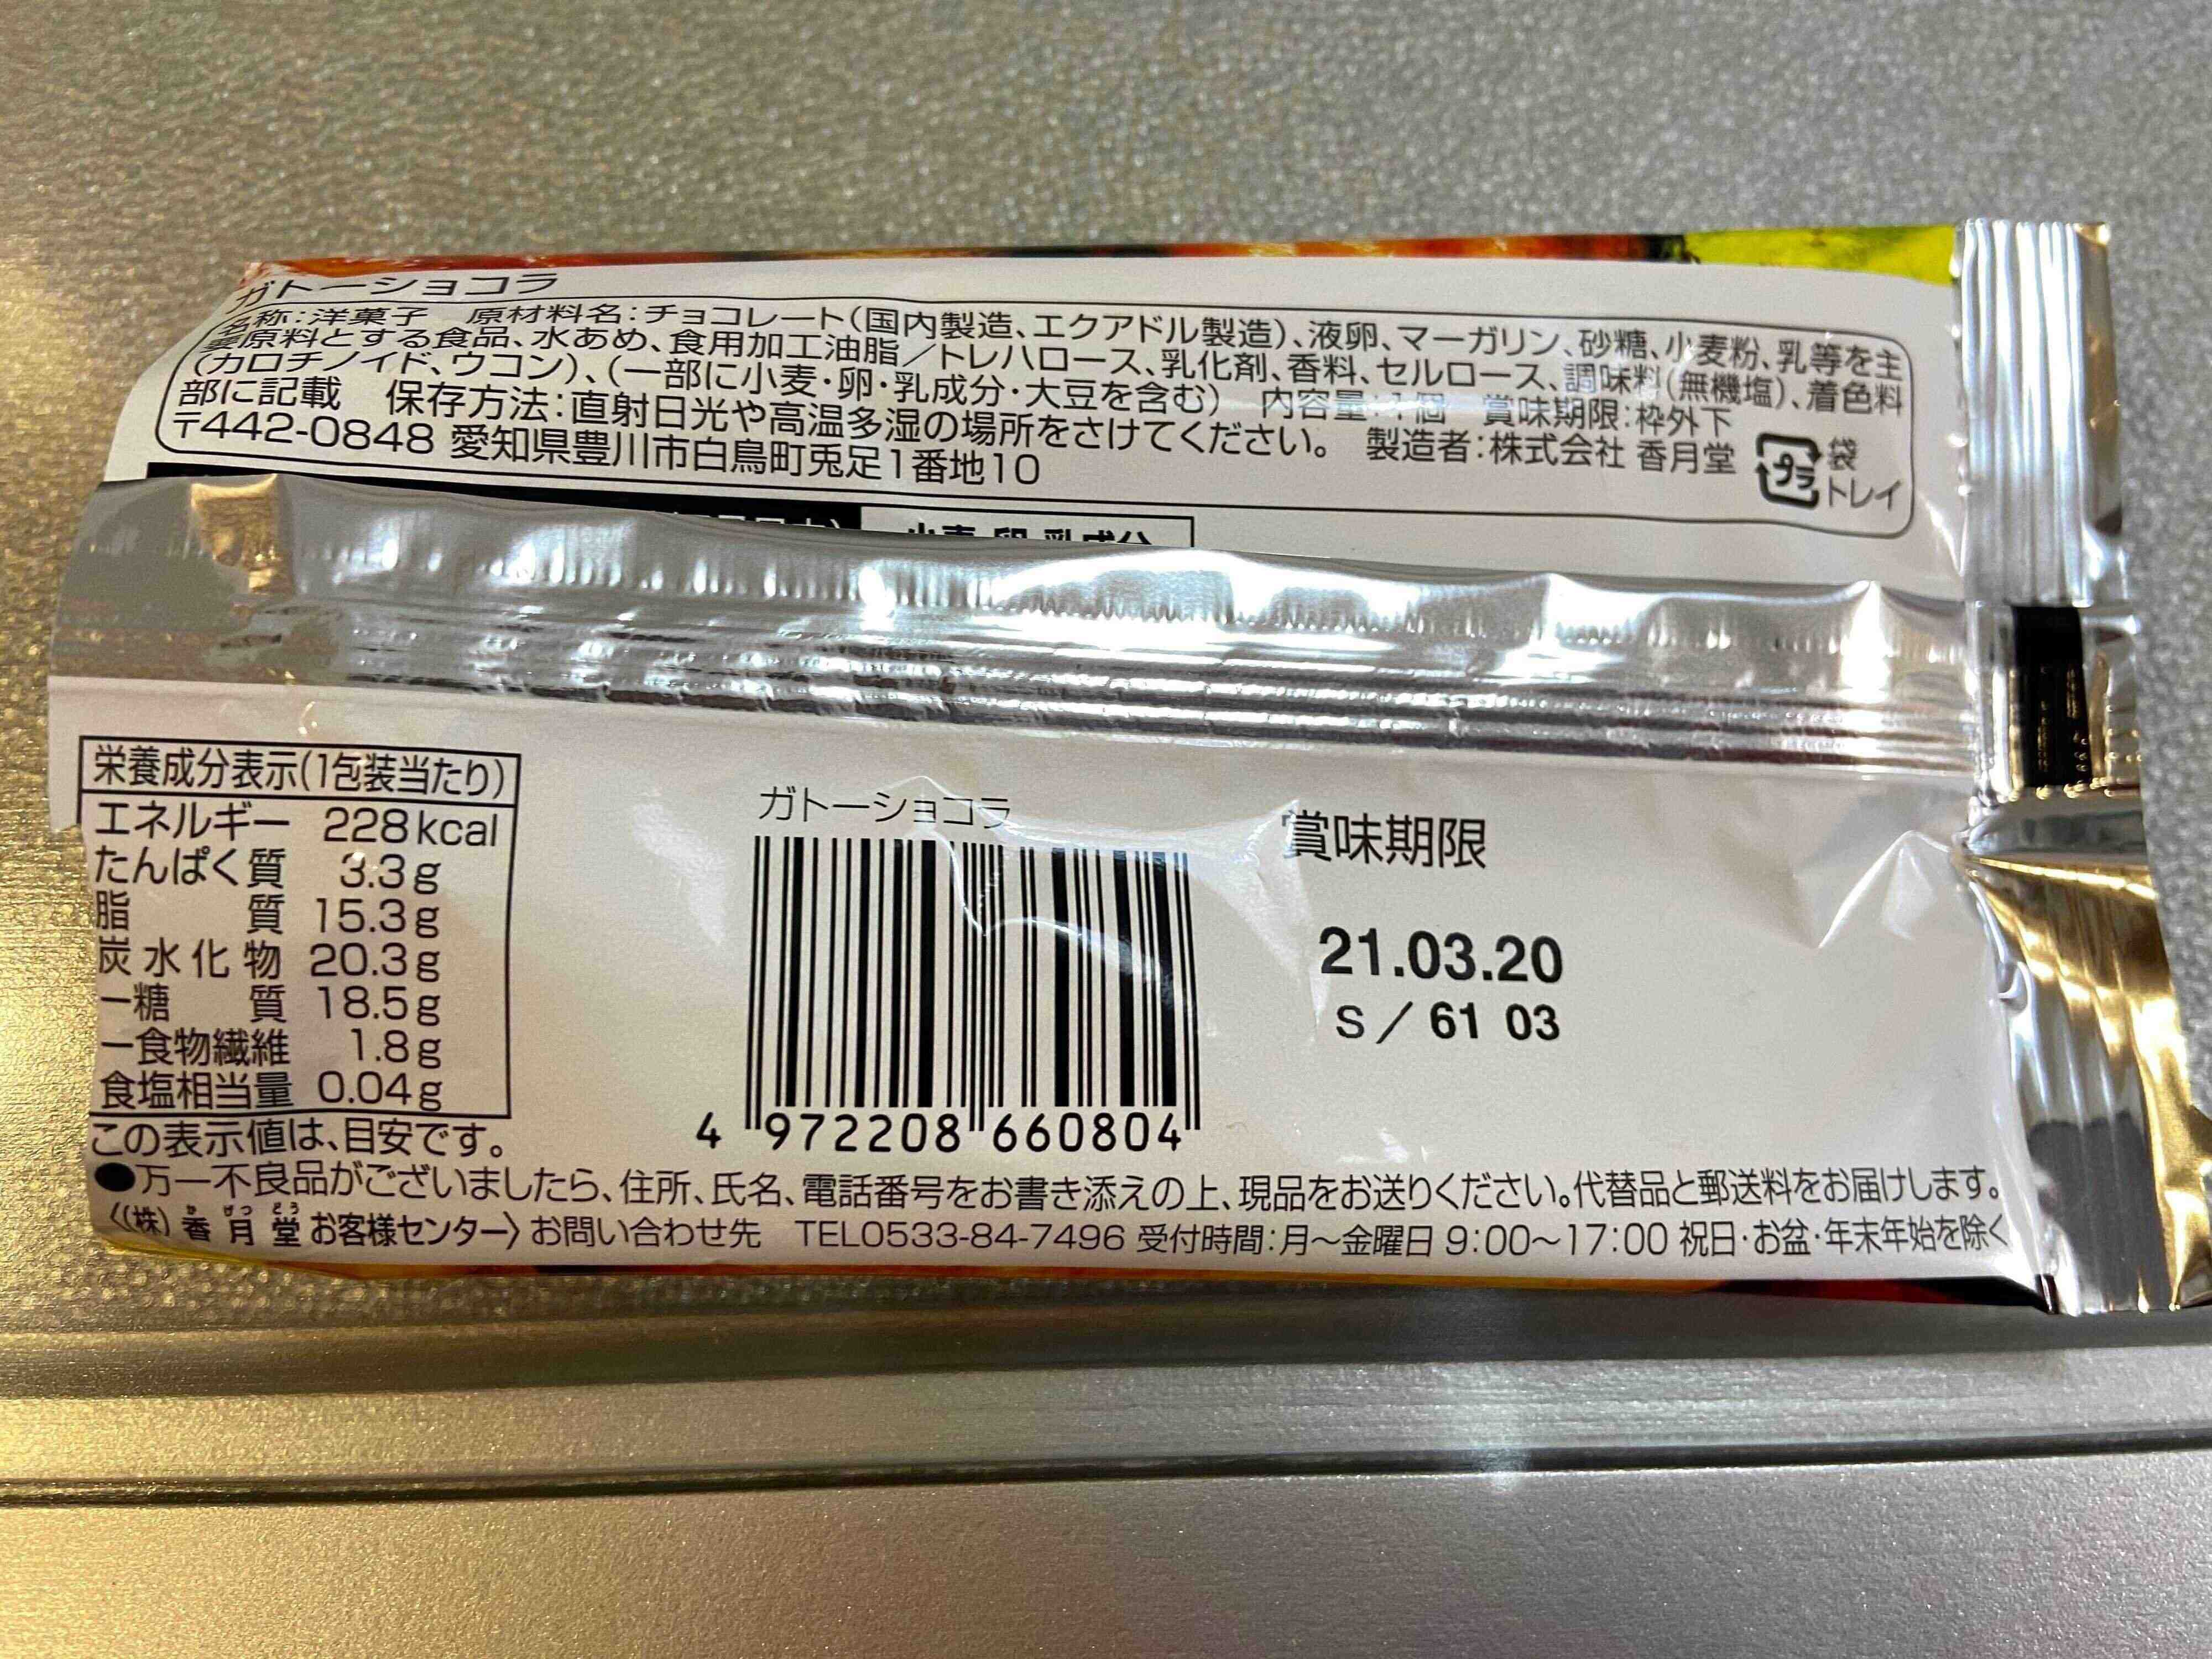 ガトーショコラ
名称：洋菓子　原材料名：チョコレート（国内製造、エクアドル製造）、液卵、マーガリン、砂糖、小麦粉、乳等を主
要原料とする食品、水あめ、食用加工油脂／トレハロース、乳化剤、香料、セルロース、調味料（無機塩）、着色料
（カロチノイド、ウコン）、（一部に小麦・卵・乳成分・大豆を含む）　内容量：1個　賞味期限：枠外下
部に記載　保存方法：直射日光や高温多湿の場所をさけてください。　製造者：株式会社 香月堂
〒442-0848 愛知県豊川市白鳥町兎足1番地10
プラ
袋
トレイ
栄養成分表示（1包装当たり）
エネルギー 228kcal
たんぱく質 3.3g
脂質 15.3g
炭水化物 20.3g
ー糖質 18.5g
ー食物繊維 1.8g
食塩相当量 0.04g
この表示値は、目安です。
ガトーショコラ
4 972208 660804
賞味期限
21.03.20
S／61 03
●万一不良品がございましたら、住所、氏名、電話番号をお書き添えの上、現品をお送りください。代替品と郵送料をお届けします。
〈（株）香月堂 お客様センター〉お問い合わせ先　TEL0533-84-7496 受付時間：月～金曜日 9:00～17:00 祝日・お盆・年末年始を除く